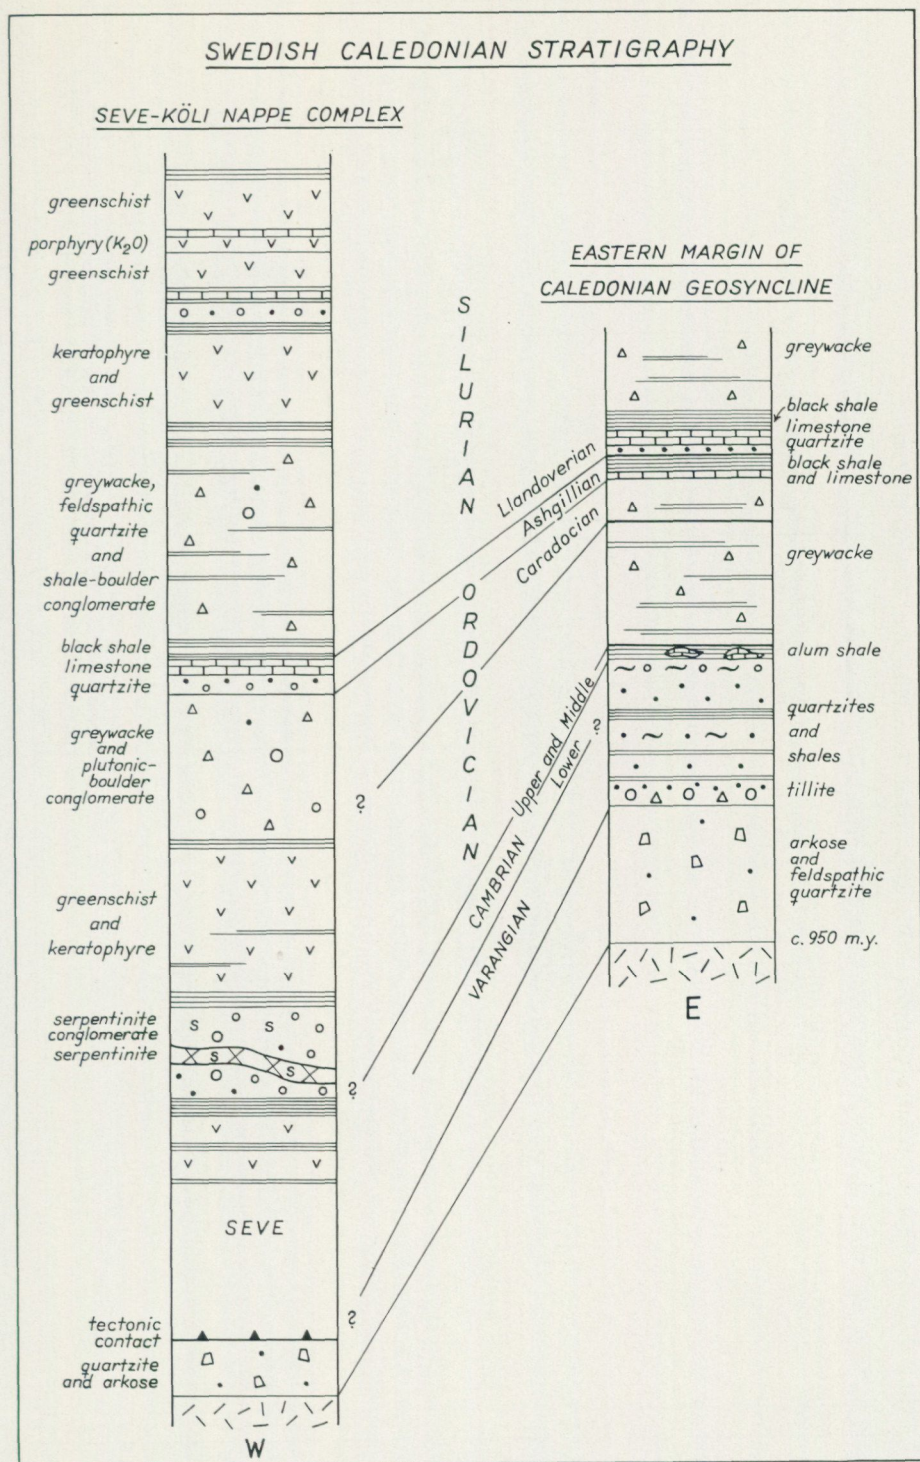 SWEDISH CALEDONIAN STRATIGRAPHY
SEVE-KÖLI NAPPE COMPLEX
greenschist
porphyry (K₂O)
greenschist
keratophyre
and
greenschist
greywacke,
feldspathic
quartzite
and
shale-boulder
conglomerate
black shale
limestone
quartzite
greywacke
and
plutonic-
boulder
conglomerate
greenschist
and
keratophyre
serpentinite
conglomerate
serpentinite
S
S
S
S
SEVE
tectonic
contact
quartzite
and arkose
W
SILURIAN
ORDOVICIAN
Llandoverian
Ashgillian
Caradocian
?
Upper and Middle
Lower
?
CAMBRIAN
VARANGIAN
?
?
EASTERN MARGIN OF
CALEDONIAN GEOSYNCLINE
greywacke
black shale
limestone
quartzite
black shale
and limestone
greywacke
alum shale
quartzites
and
shales
tillite
arkose
and
feldspathic
quartzite
c. 950 m.y.
E